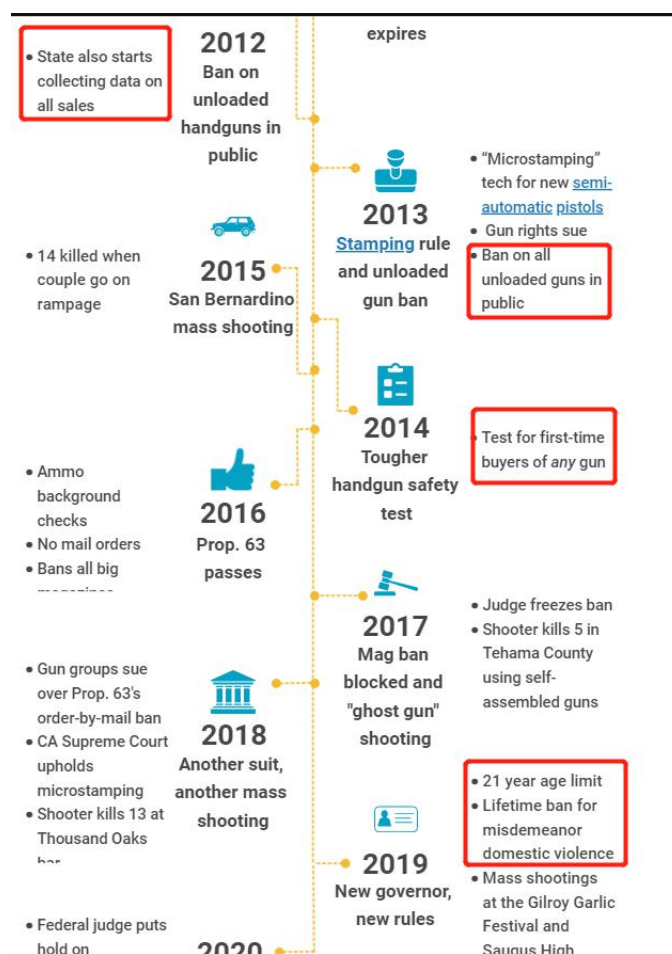 expires
2012
Ban on
unloaded
handguns in
public
• State also starts
collecting data on
all sales
2013
Stamping rule
and unloaded
gun ban
• “Microstamping”
tech for new semi-
automatic pistols
• Gun rights sue
• Ban on all
unloaded guns in
public
2015
San Bernardino
mass shooting
• 14 killed when
couple go on
rampage
2014
Tougher
handgun safety
test
• Test for first-time
buyers of any gun
2016
Prop. 63
passes
• Ammo
background
checks
• No mail orders
• Bans all big
2017
Mag ban
blocked and
"ghost gun"
shooting
• Judge freezes ban
• Shooter kills 5 in
Tehama County
using self-
assembled guns
2018
Another suit,
another mass
shooting
• Gun groups sue
over Prop. 63's
order-by-mail ban
• CA Supreme Court
upholds
microstamping
• Shooter kills 13 at
Thousand Oaks
bar
2019
New governor,
new rules
• 21 year age limit
• Lifetime ban for
misdemeanor
domestic violence
• Mass shootings
at the Gilroy Garlic
Festival and
Saugus High
2020
• Federal judge puts
hold on